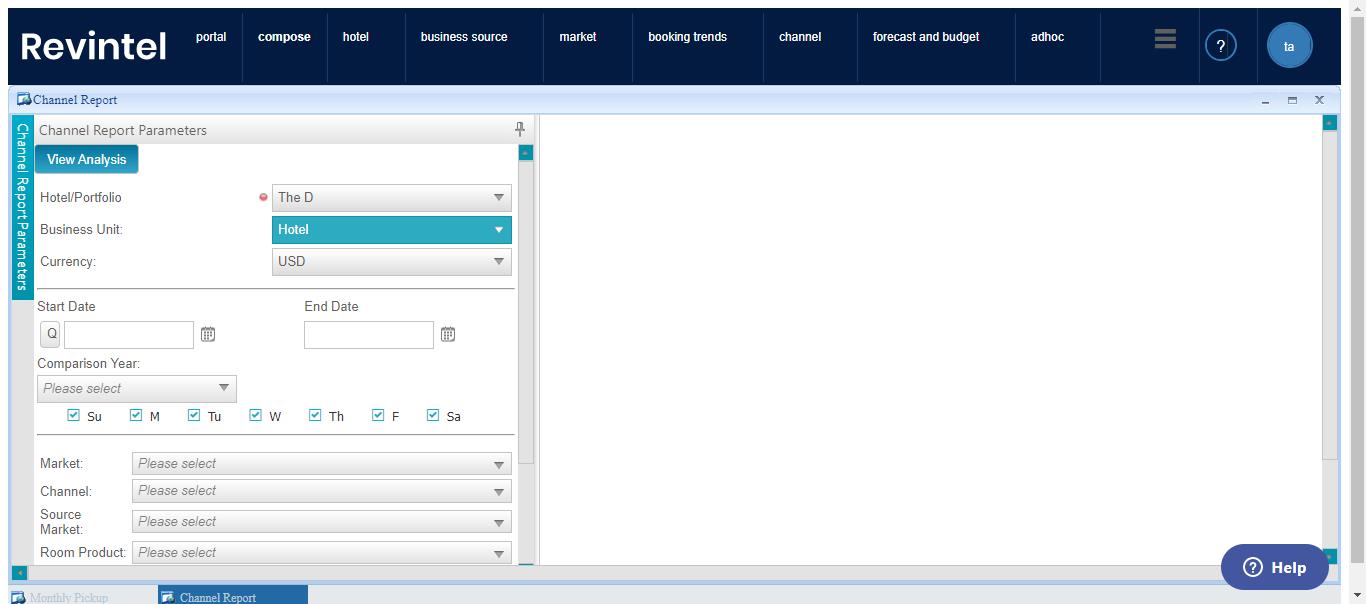 Revintel
portal
compose
hotel
business source
market
booking trends
channel
forecast and budget
adhoc
?
ta
Channel Report
Channel Report Parameters
Channel Report Parameters
View Analysis
Hotel/Portfolio
The D
Business Unit:
Hotel
Currency:
USD
Start Date
End Date
Q
Comparison Year:
Please select
Su
M
Tu
W
Th
F
Sa
Market:
Please select
Channel:
Please select
Source
Market:
Please select
Room Product:
Please select
? Help
Monthly Pickup
Channel Report